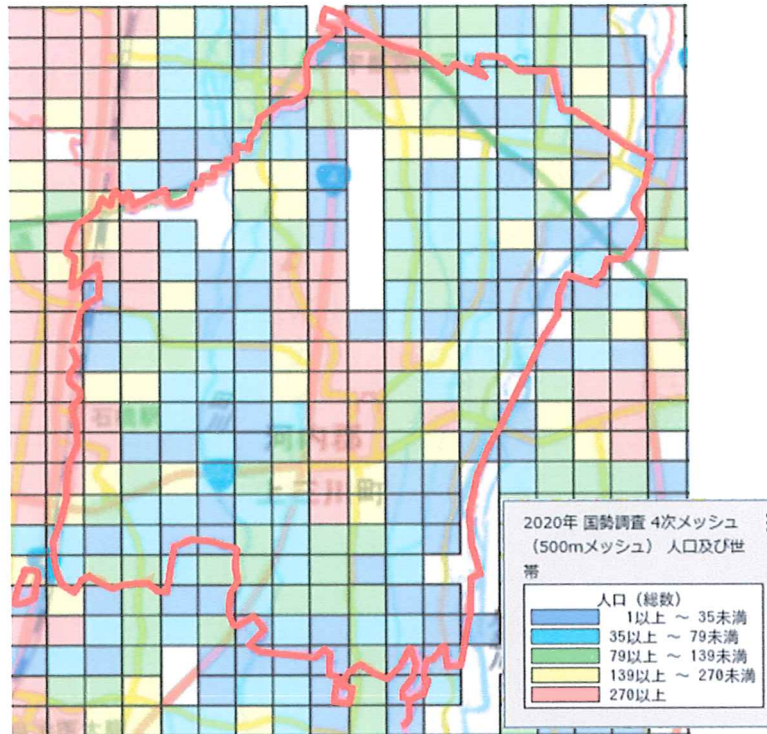 河内郡
上三川町
石橋駅
2020年 国勢調査 4次メッシュ
（500mメッシュ） 人口及び世
帯
人口（総数）
1以上 ～ 35未満
35以上 ～ 79未満
79以上 ～ 139未満
139以上 ～ 270未満
270以上